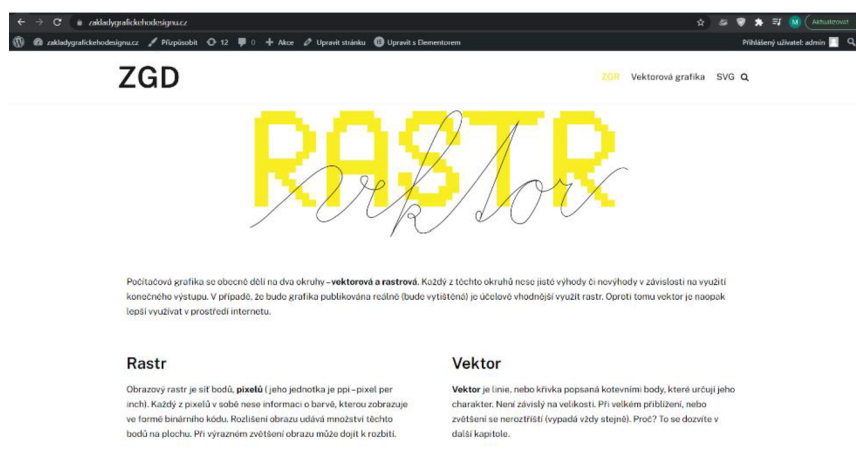 zakladygrafickehodesignu.cz
Aktualizovat
zakladygrafickehodesignu.cz Přizpůsobit 12 0 Akce Upravit stránku Upravit s Elementorem Přihlášený uživatel: admin
ZGD
ZGR Vektorová grafika SVG
RASTR
vektor
Počítačová grafika se obecně dělí na dva okruhy – vektorová a rastrová. Každý z těchto okruhů nese jisté výhody či nevýhody v závislosti na využití
konečného výstupu. V případě, že budo grafika publikována reálně (bude vytištěná) je účelově vhodnější využít rastr. Oproti tomu vektor je naopak
lepší využívat v prostředí internetu.
Rastr
Obrazový rastr je síť bodů, pixelů ( jeho jednotka je ppi – pixel per
inch). Každý z pixelů v sobě nese informaci o barvě, kterou zobrazuje
ve formě binárního kódu. Rozlišení obrazu udává množství těchto
bodů na plochu. Při výrazném zvětšení obrazu může dojít k rozbití.
Vektor
Vektor je linie, nebo křivka popsaná kotevními body, které určují jeho
charakter. Není závislý na velikosti. Při velkém přiblížení, nebo
zvětšení se neroztříští (vypadá vždy stejně). Proč? To se dozvíte v
další kapitole.